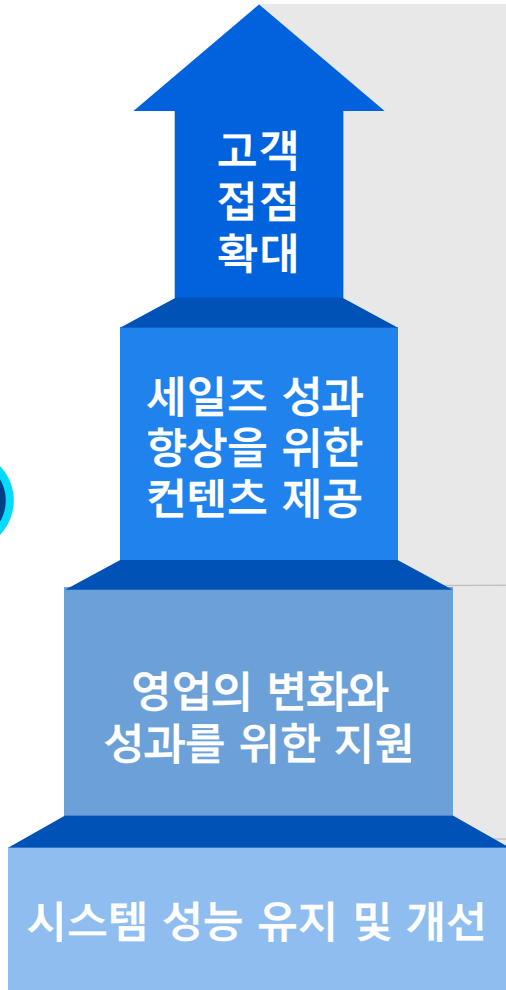 고객
접점
확대
세일즈 성과
향상을 위한
컨텐츠 제공
영업의 변화와
성과를 위한 지원
시스템 성능 유지 및 개선